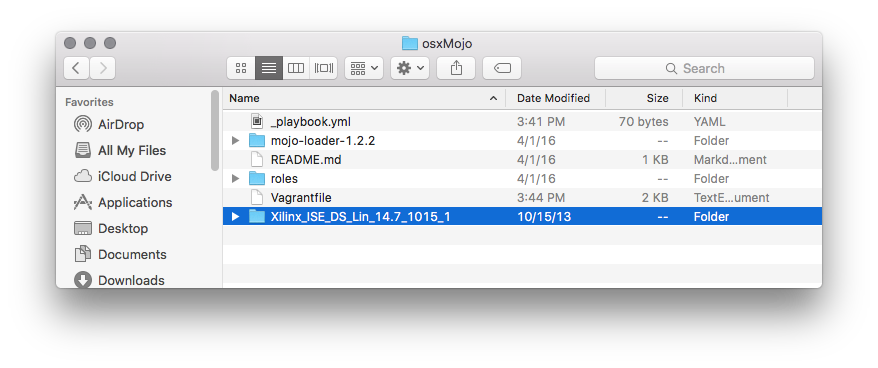 osxMojo
Search
Favorites
AirDrop
All My Files
iCloud Drive
Applications
Desktop
Documents
Downloads
Name Date Modified Size Kind
_playbook.yml 3:41 PM 70 bytes YAML
mojo-loader-1.2.2 4/1/16 -- Folder
README.md 4/1/16 1 KB Markd...ment
roles 4/1/16 -- Folder
Vagrantfile 3:44 PM 2 KB TextE...ument
Xilinx_ISE_DS_Lin_14.7_1015_1 10/15/13 -- Folder